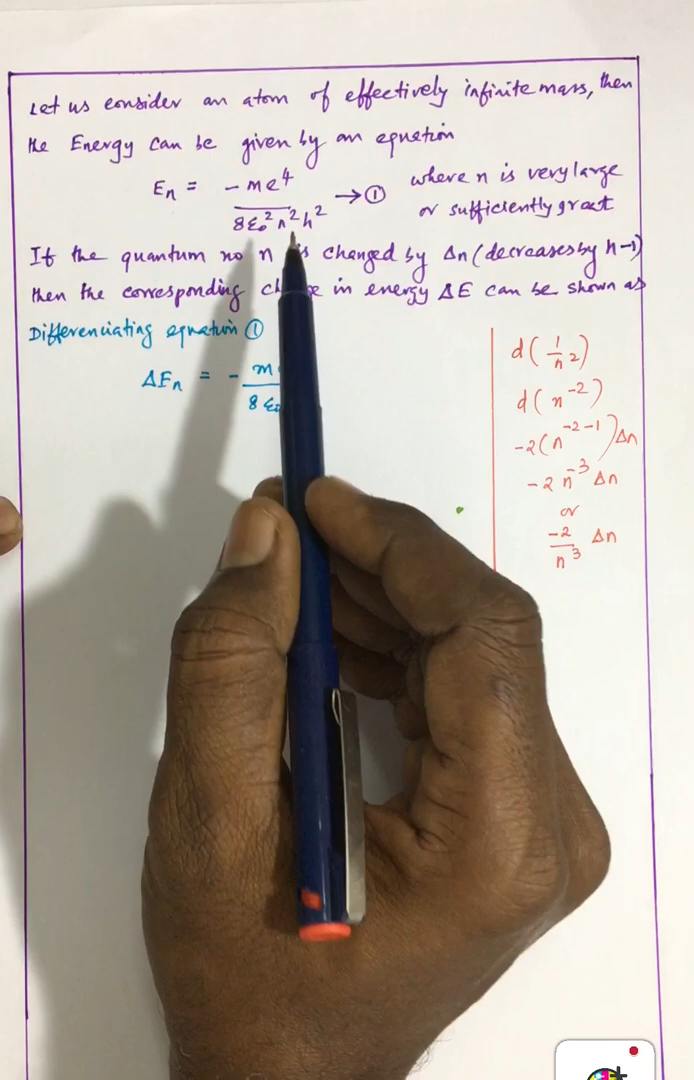 Let us consider an atom of effectively infinite mass, then
the Energy can be given by an equation
En = -me⁴ / 8ε₀²n²h² → ① where n is very large
or sufficiently great
If the quantum no n is changed by Δn (decreases by n-1)
then the corresponding in energy ΔE can be shown as
Differenciating equation ①
ΔEn = - m / 8ε₀
d(1/n2)
d(n⁻²)
-2(n⁻²⁻¹)Δn
-2 n⁻³ Δn
or
-2/n³ Δn